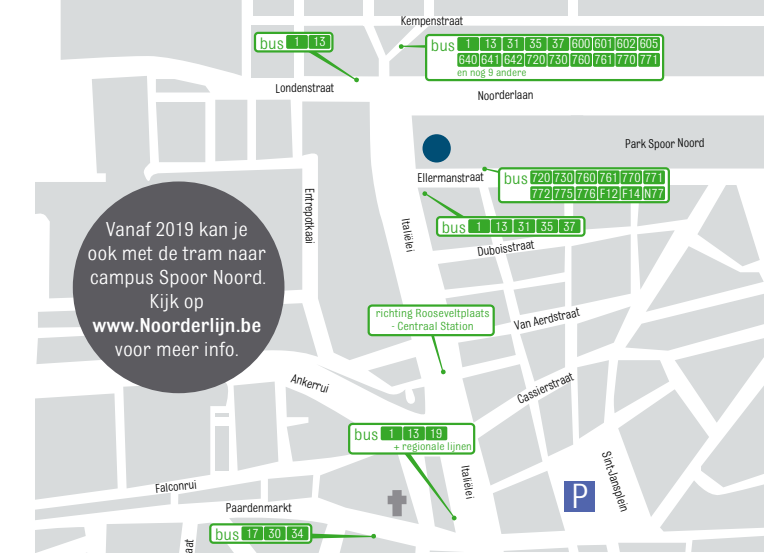 Kempenstraat
bus 1 13
bus 1 13 31 35 37 600 601 602 605
640 641 642 720 730 760 761 770 771
en nog 9 andere
Londenstraat
Noorderlaan
Park Spoor Noord
Ellermanstraat
bus 720 730 760 761 770 771
772 775 776 F12 F14 N77
Entrepotkaai
Italiëlei
bus 1 13 31 35 37
Duboisstraat
Vanaf 2019 kan je
ook met de tram naar
campus Spoor Noord.
Kijk op
www.Noorderlijn.be
voor meer info.
richting Rooseveltplaats
- Centraal Station
Van Aerdstraat
Ankerrui
Cassierstraat
bus 1 13 19
+ regionale lijnen
Italiëlei
Sint-Jansplein
P
Falconrui
Paardenmarkt
bus 17 30 34
aat